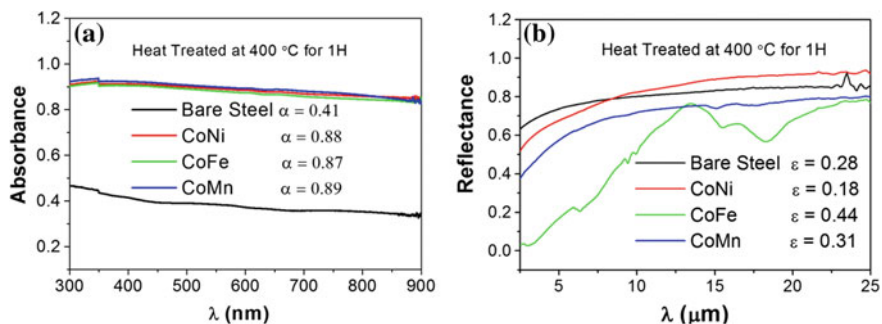 (a)
Heat Treated at 400 °C for 1H
Bare Steel α = 0.41
CoNi α = 0.88
CoFe α = 0.87
CoMn α = 0.89
Absorbance
1.2
1.0
0.8
0.6
0.4
0.2
300 400 500 600 700 800 900
λ (nm)
(b)
Heat Treated at 400 °C for 1H
Bare Steel ε = 0.28
CoNi ε = 0.18
CoFe ε = 0.44
CoMn ε = 0.31
Reflectance
1.2
1.0
0.8
0.6
0.4
0.2
0.0
5 10 15 20 25
λ (μm)